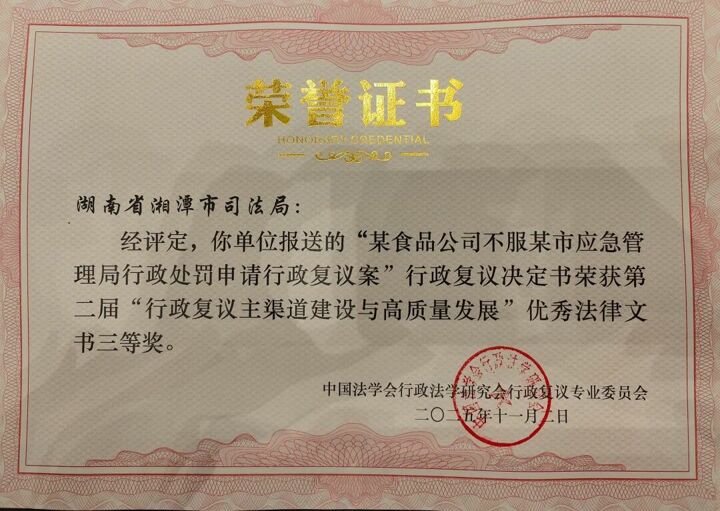 荣誉证书
HONORARY CREDENTIAL
湖南省湘潭市司法局：
经评定，你单位报送的“某食品公司不服某市应急管
理局行政处罚申请行政复议案”行政复议决定书荣获第
二届“行政复议主渠道建设与高质量发展”优秀法律文
书三等奖。
中国法学会行政法学研究会行政复议专业委员会
二〇二五年十一月二日